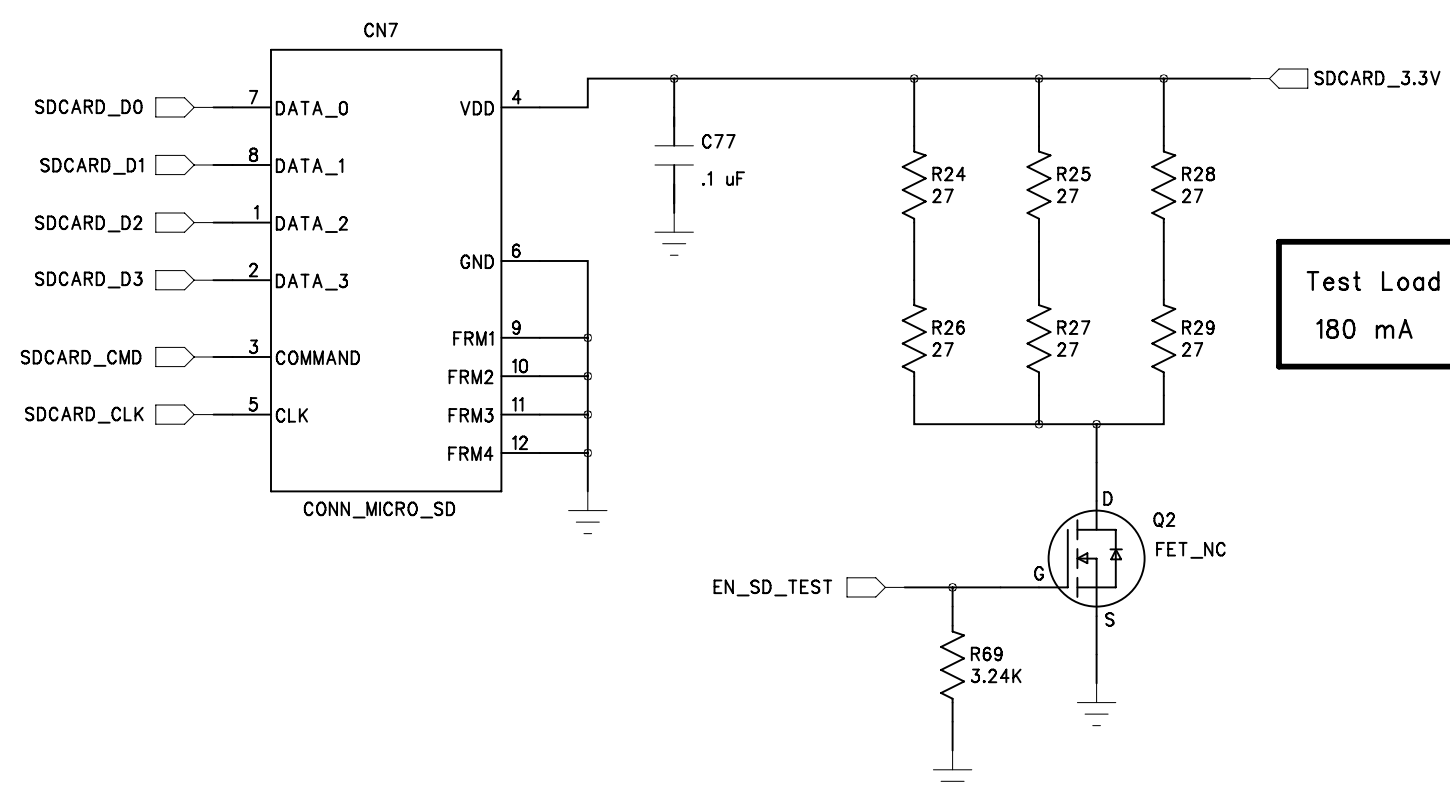 CN7
SDCARD_D0
7
DATA_0
VDD
4
SDCARD_3.3V
SDCARD_D1
8
DATA_1
C77
.1 uF
SDCARD_D2
1
DATA_2
R24
27
R25
27
R28
27
SDCARD_D3
2
DATA_3
GND
6
Test Load
180 mA
FRM1
9
R26
27
R27
27
R29
27
SDCARD_CMD
3
COMMAND
FRM2
10
SDCARD_CLK
5
CLK
FRM3
11
FRM4
12
CONN_MICRO_SD
D
Q2
FET_NC
G
EN_SD_TEST
S
R69
3.24K